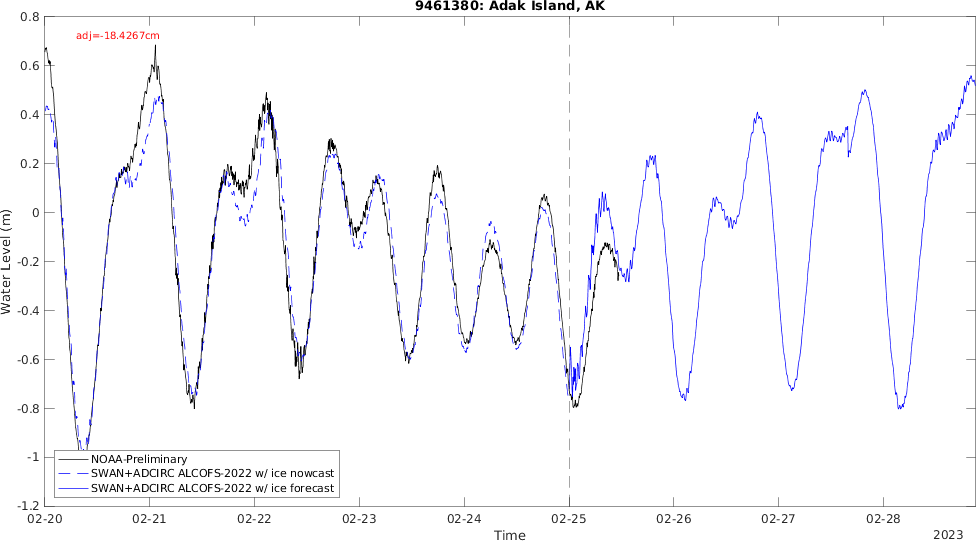 9461380: Adak Island, AK
adj=-18.4267cm
Water Level (m)
0.8
0.6
0.4
0.2
0
-0.2
-0.4
-0.6
-0.8
-1
-1.2
NOAA-Preliminary
SWAN+ADCIRC ALCOFS-2022 w/ ice nowcast
SWAN+ADCIRC ALCOFS-2022 w/ ice forecast
02-20 02-21 02-22 02-23 02-24 02-25 02-26 02-27 02-28
Time
2023